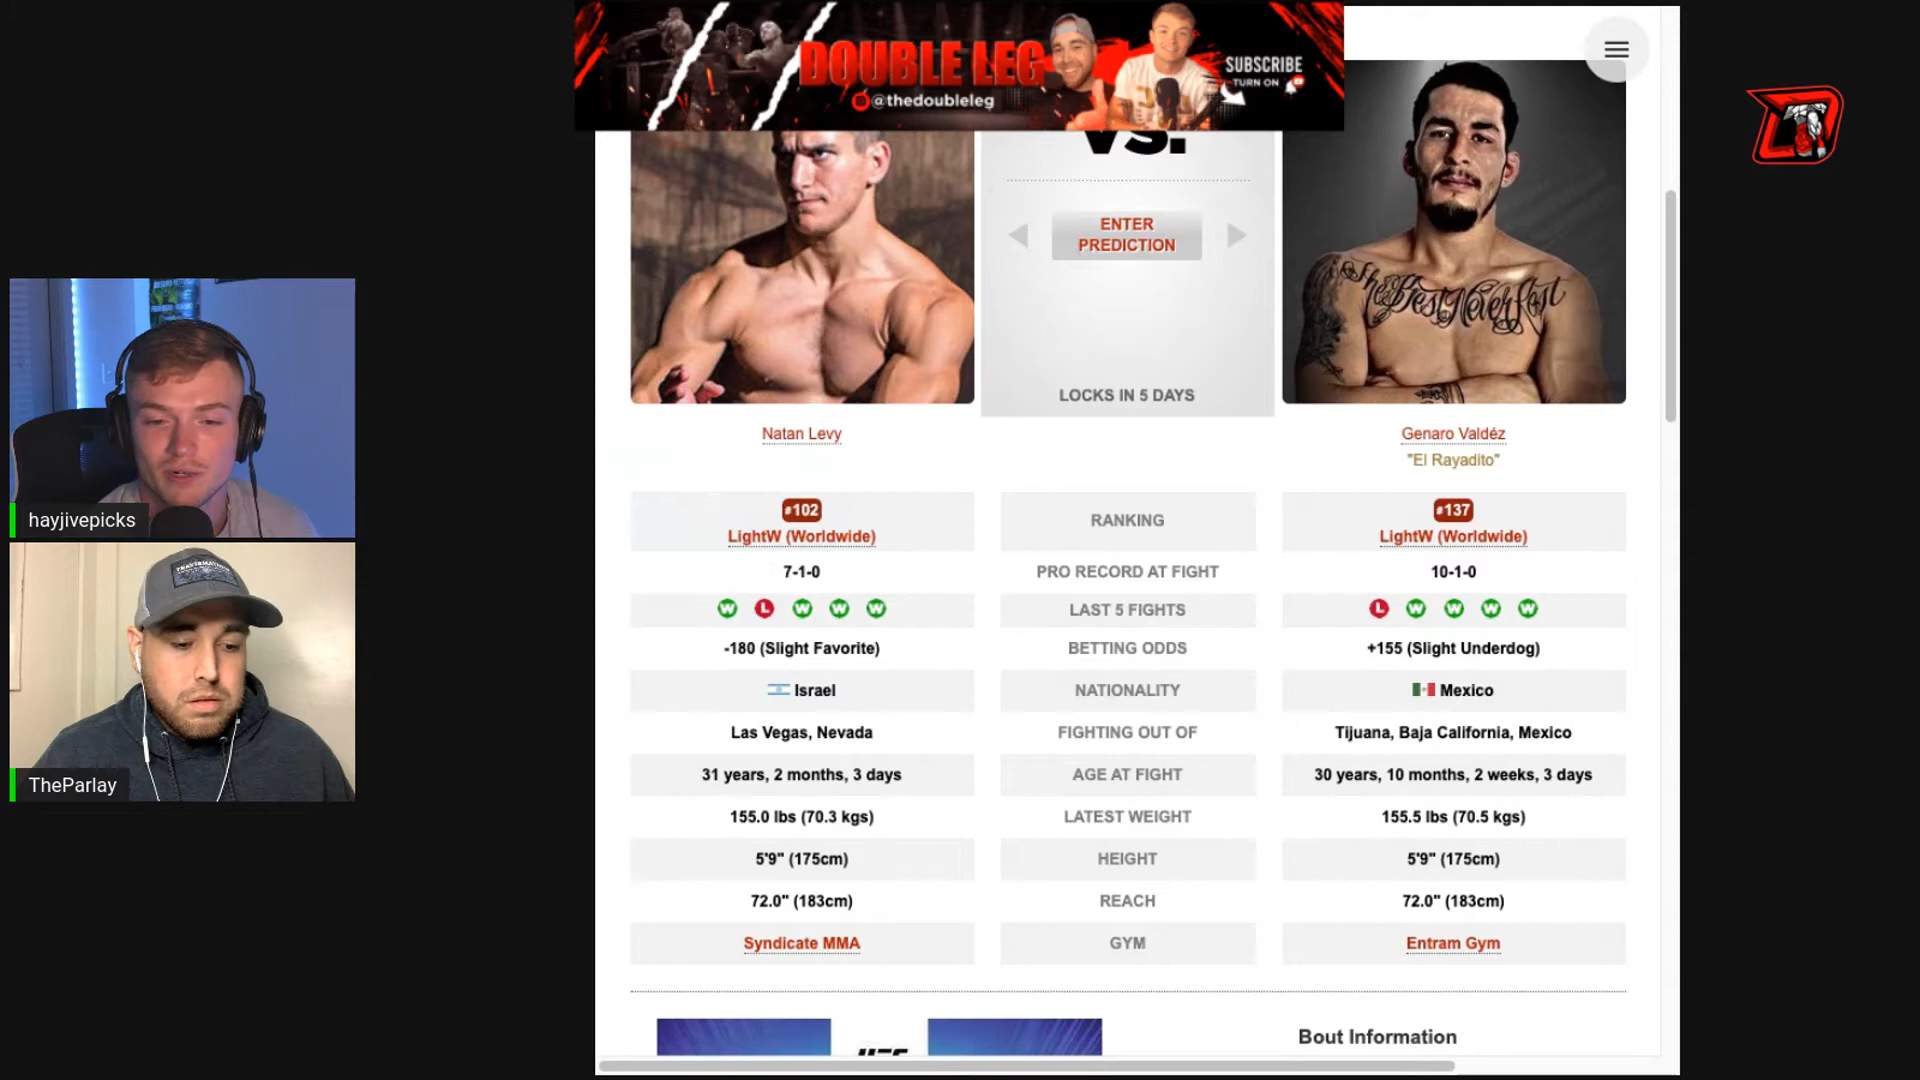 DOUBLE LEG
@thedoubleleg
SUBSCRIBE
TURN ON
VS.
ENTER
PREDICTION
LOCKS IN 5 DAYS
The Best Never Rest
Natan Levy
Genaro Valdéz
"El Rayadito"
#102
LightW (Worldwide)
RANKING
#137
LightW (Worldwide)
7-1-0
PRO RECORD AT FIGHT
10-1-0
W L W W W
LAST 5 FIGHTS
L W W W W
-180 (Slight Favorite)
BETTING ODDS
+155 (Slight Underdog)
Israel
NATIONALITY
Mexico
Las Vegas, Nevada
FIGHTING OUT OF
Tijuana, Baja California, Mexico
31 years, 2 months, 3 days
AGE AT FIGHT
30 years, 10 months, 2 weeks, 3 days
155.0 lbs (70.3 kgs)
LATEST WEIGHT
155.5 lbs (70.5 kgs)
5'9" (175cm)
HEIGHT
5'9" (175cm)
72.0" (183cm)
REACH
72.0" (183cm)
Syndicate MMA
GYM
Entram Gym
Bout Information
hayjivepicks
TheParlay